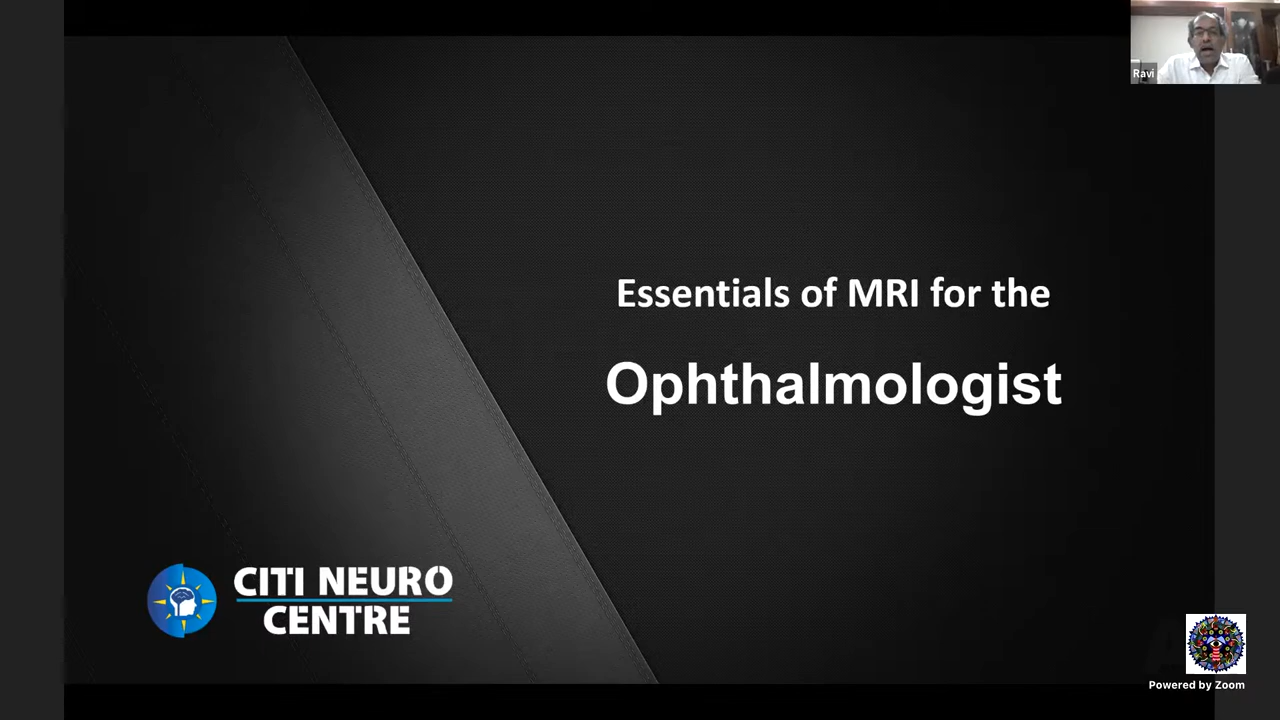 Ravi
Essentials of MRI for the
Ophthalmologist
CITI NEURO
CENTRE
Powered by Zoom